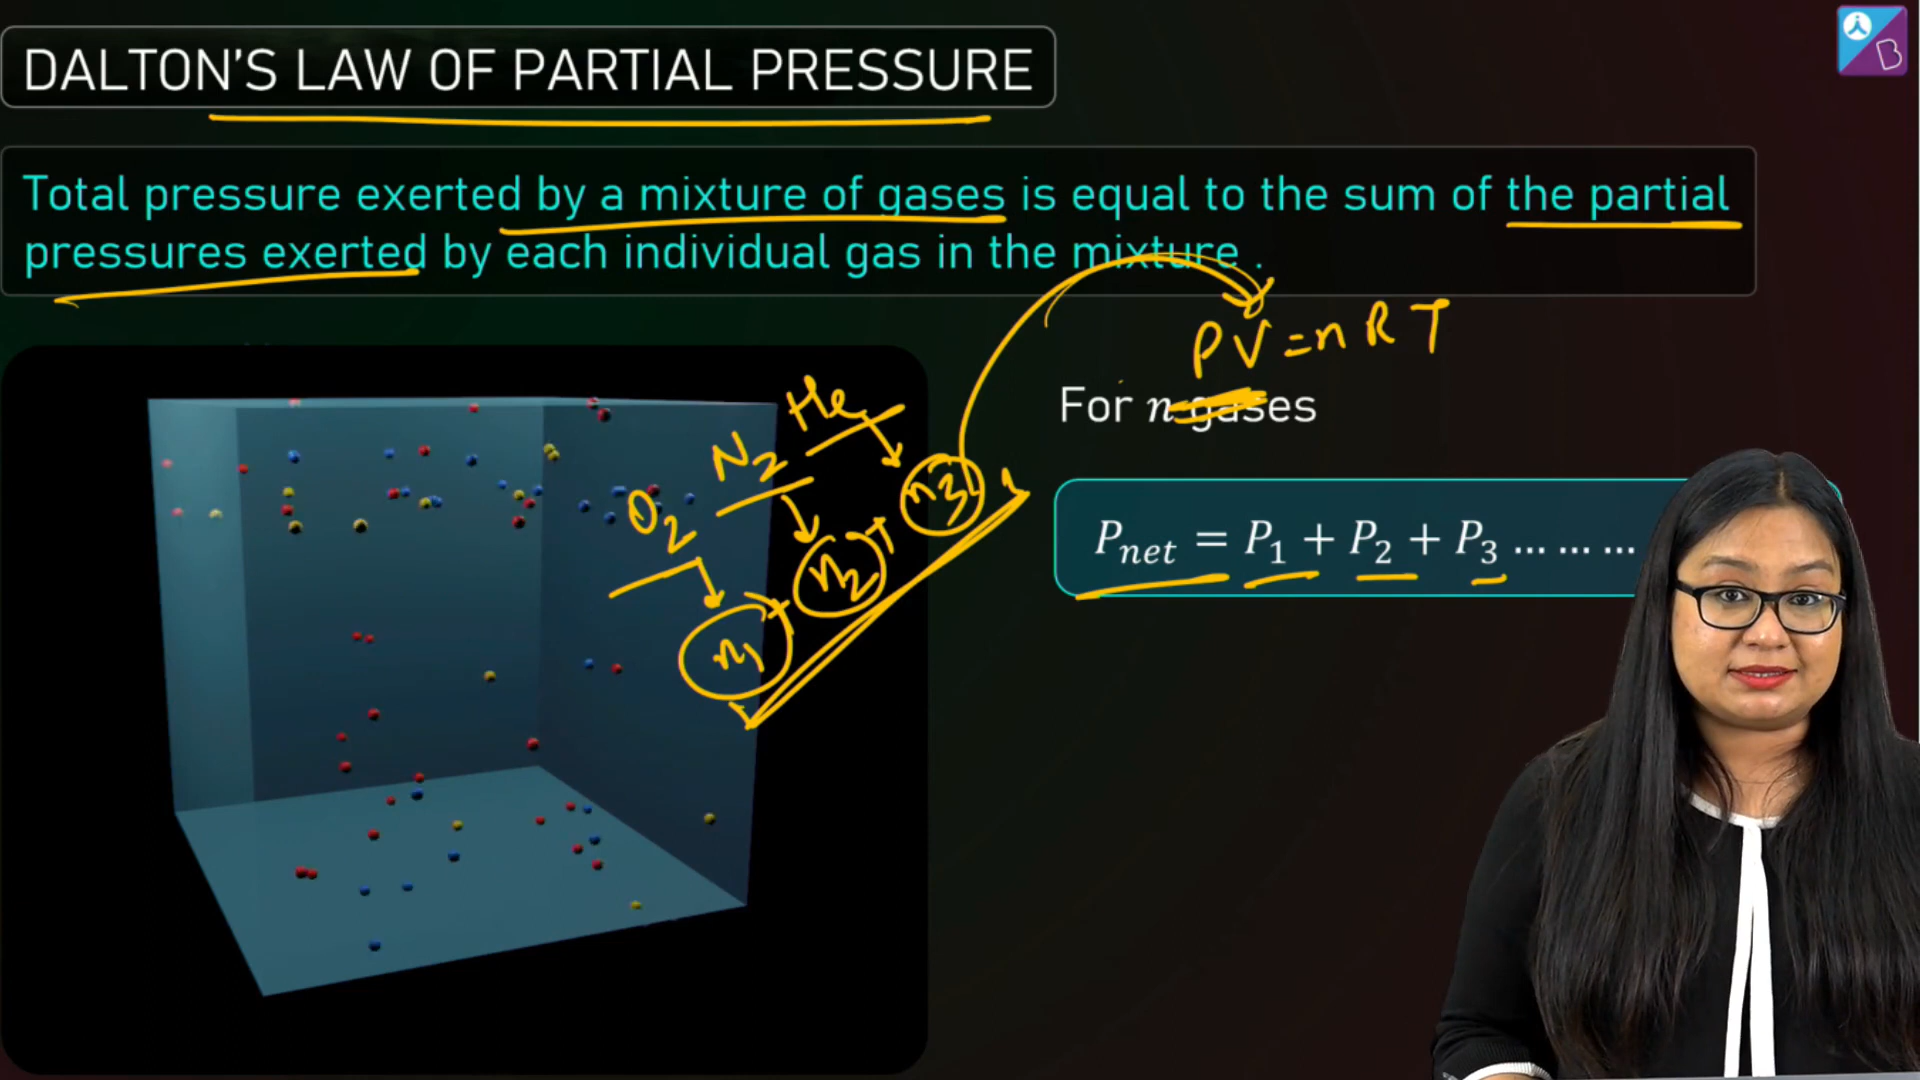 DALTON'S LAW OF PARTIAL PRESSURE
Total pressure exerted by a mixture of gases is equal to the sum of the partial
pressures exerted by each individual gas in the mixture .
PV = nRT
For n gases
He
N₂
O₂
n3
n2 +
n1 +
P_net = P₁ + P₂ + P₃ ... ... ...
B